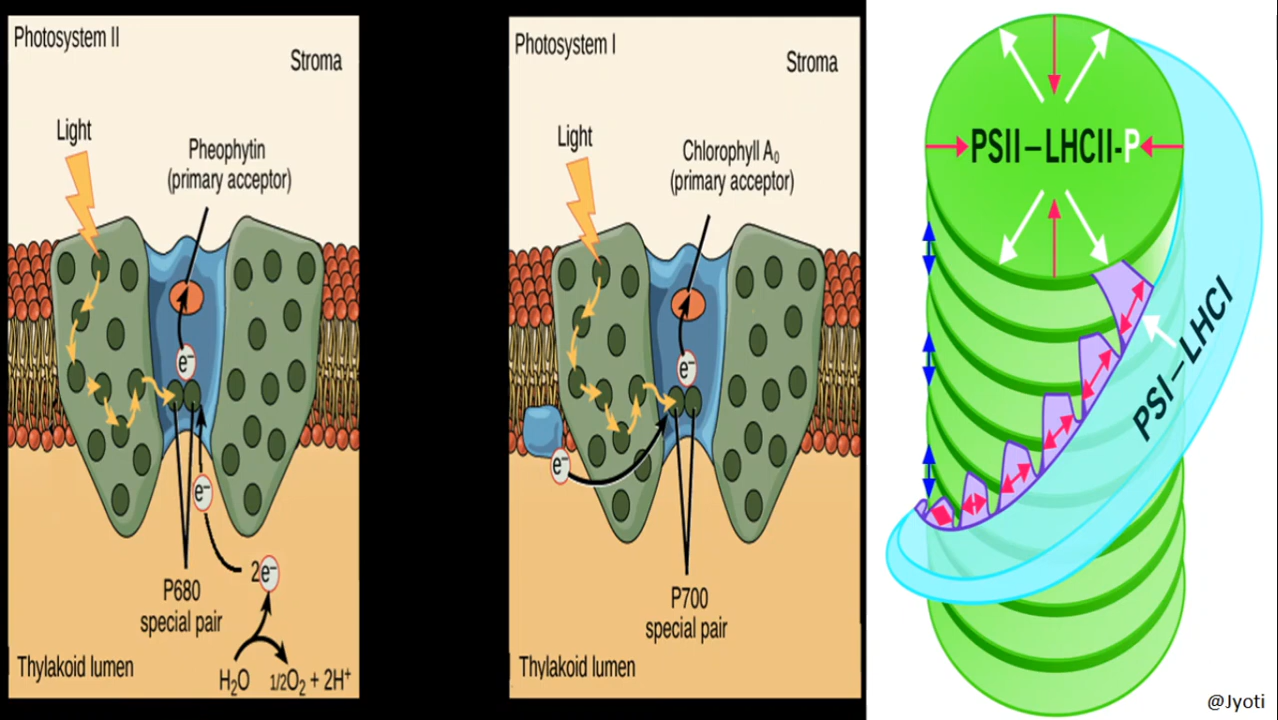 Photosystem II
Stroma
Light
Pheophytin
(primary acceptor)
e⁻
e⁻
2e⁻
P680
special pair
Thylakoid lumen
H₂O
1/2O₂ + 2H⁺
Photosystem I
Stroma
Light
Chlorophyll A₀
(primary acceptor)
e⁻
e⁻
P700
special pair
Thylakoid lumen
PSII–LHCII-P
PSI–LHCI
@Jyoti